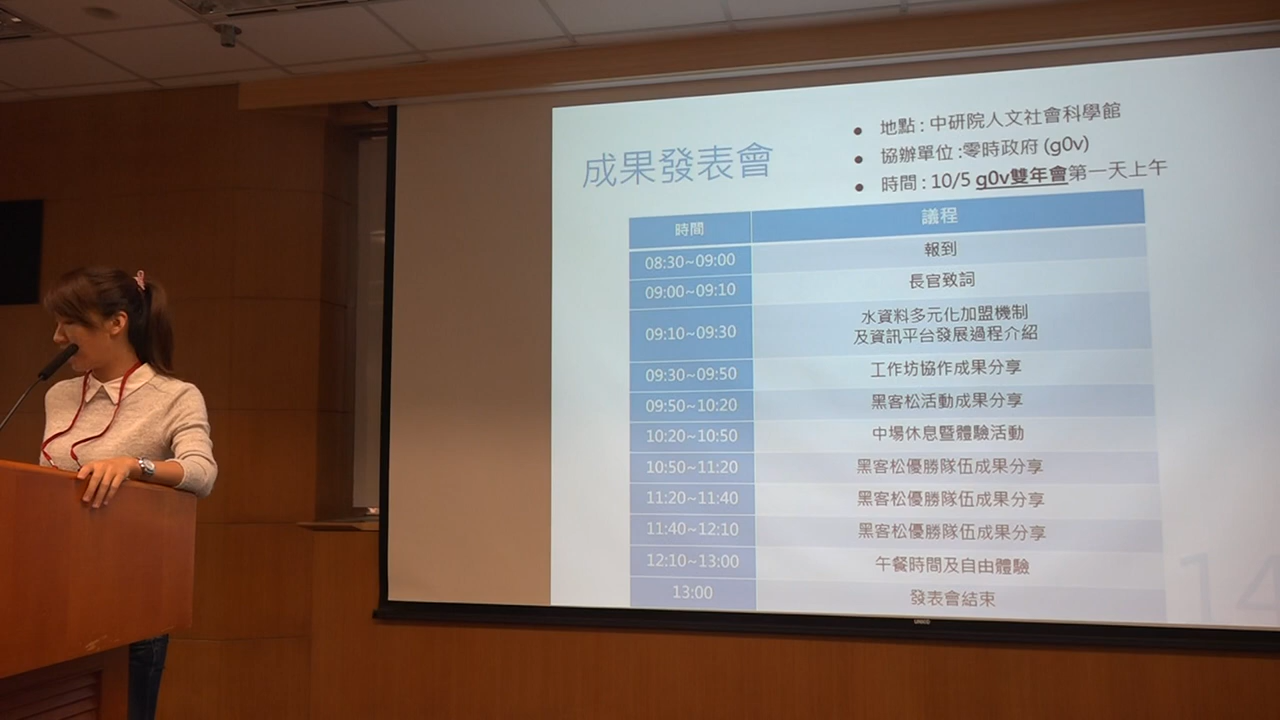 成果發表會
● 地點 : 中研院人文社會科學館
● 協辦單位 :零時政府 (g0v)
● 時間 : 10/5 g0v雙年會第一天上午
時間 議程
08:30~09:00 報到
09:00~09:10 長官致詞
09:10~09:30 水資料多元化加盟機制
及資訊平台發展過程介紹
09:30~09:50 工作坊協作成果分享
09:50~10:20 黑客松活動成果分享
10:20~10:50 中場休息暨體驗活動
10:50~11:20 黑客松優勝隊伍成果分享
11:20~11:40 黑客松優勝隊伍成果分享
11:40~12:10 黑客松優勝隊伍成果分享
12:10~13:00 午餐時間及自由體驗
13:00 發表會結束
14